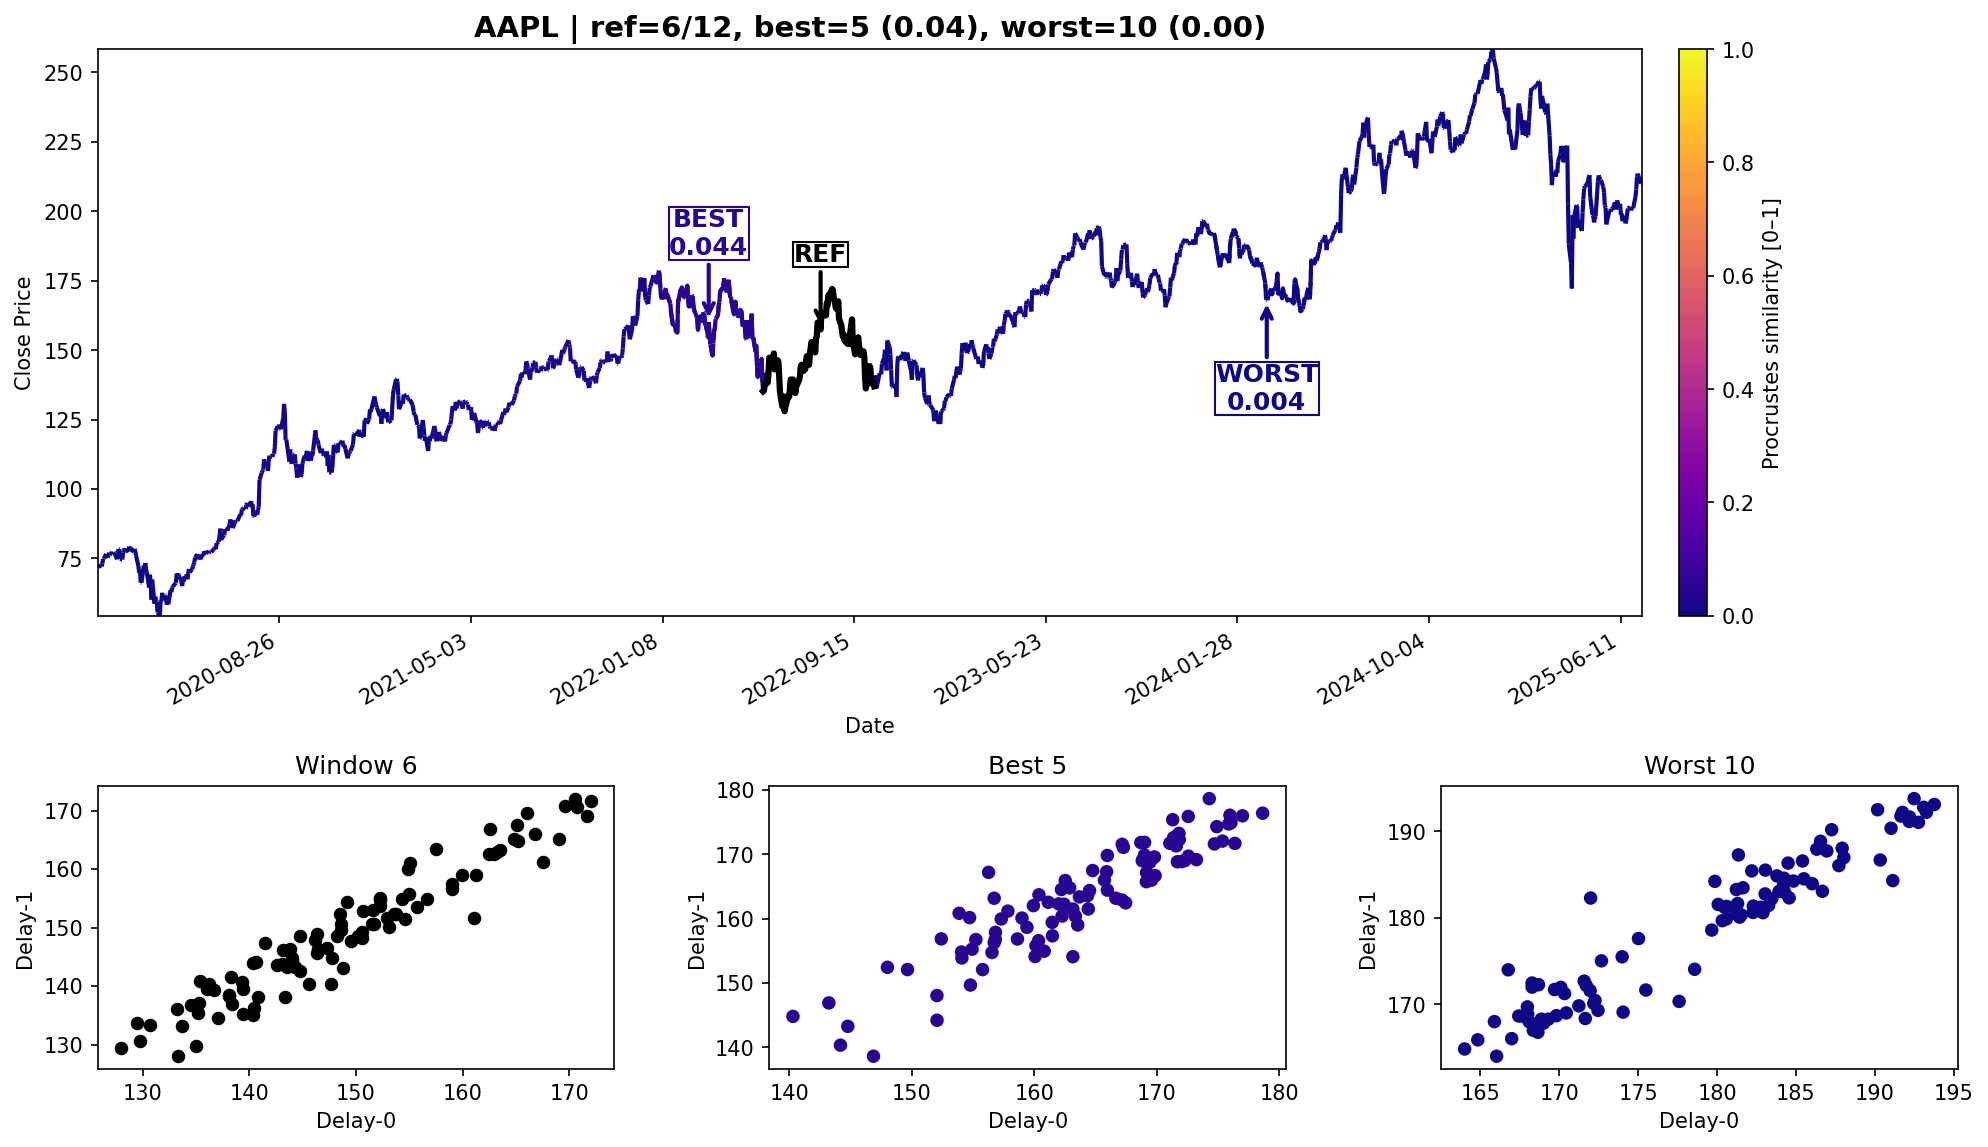 AAPL | ref=6/12, best=5 (0.04), worst=10 (0.00)
250
225
200
175
150
125
100
75
Close Price
BEST
0.044
REF
WORST
0.004
2020-08-26
2021-05-03
2022-01-08
2022-09-15
2023-05-23
2024-01-28
2024-10-04
2025-06-11
Date
1.0
0.8
0.6
0.4
0.2
0.0
Procrustes similarity [0-1]
Window 6
170
160
150
140
130
Delay-1
130 140 150 160 170
Delay-0
Best 5
180
170
160
150
140
Delay-1
140 150 160 170 180
Delay-0
Worst 10
190
180
170
Delay-1
165 170 175 180 185 190 195
Delay-0